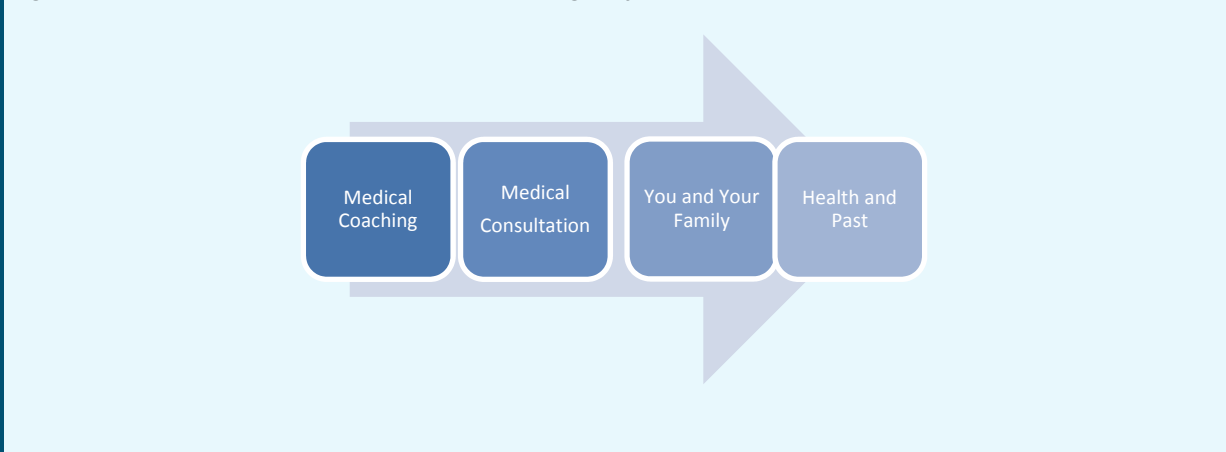 Medical
Coaching
Medical
Consultation
You and Your
Family
Health and
Past